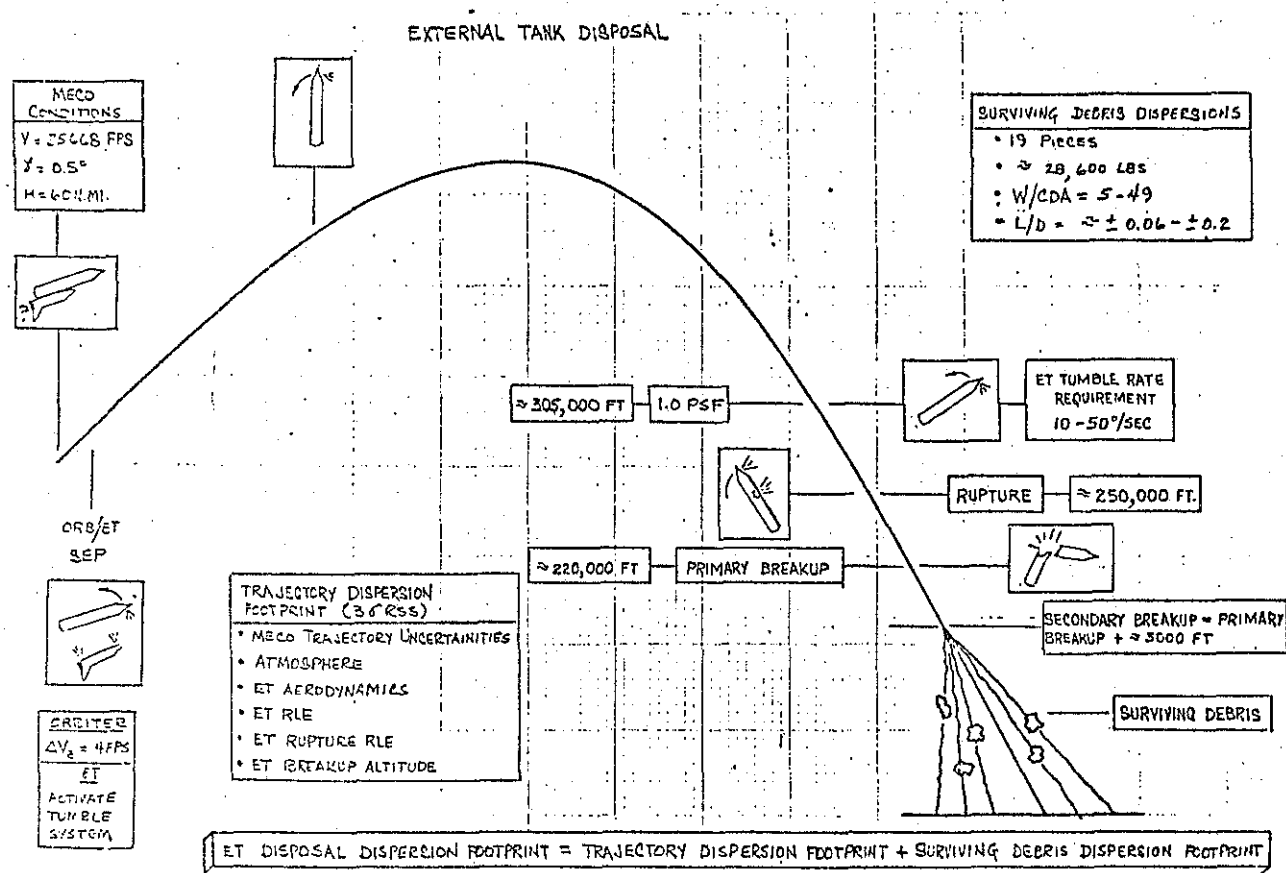 EXTERNAL TANK DISPOSAL
MECO
CONDITIONS
V = 25668 FPS
γ = 0.5°
H = 60 N.MI.
?
ORB/ET
SEP
ORBITER
ΔV₂ = 4 FPS
ET
ACTIVATE
TUMBLE
SYSTEM
SURVIVING DEBRIS DISPERSIONS
• 19 PIECES
• ≈ 28,600 LBS
• W/CDA = 5-49
• L/D = ≈ ± 0.06 - ± 0.2
≈ 305,000 FT
1.0 PSF
ET TUMBLE RATE
REQUIREMENT
10-50°/SEC
RUPTURE
≈ 250,000 FT.
≈ 220,000 FT
PRIMARY BREAKUP
SECONDARY BREAKUP = PRIMARY
BREAKUP + ≈ 3000 FT
SURVIVING DEBRIS
TRAJECTORY DISPERSION
FOOTPRINT (3σ RSS)
• MECO TRAJECTORY UNCERTAINITIES
• ATMOSPHERE
• ET AERODYNAMICS
• ET RLE
• ET RUPTURE RLE
• ET BREAKUP ALTITUDE
ET DISPOSAL DISPERSION FOOTPRINT = TRAJECTORY DISPERSION FOOTPRINT + SURVIVING DEBRIS DISPERSION FOOTPRINT